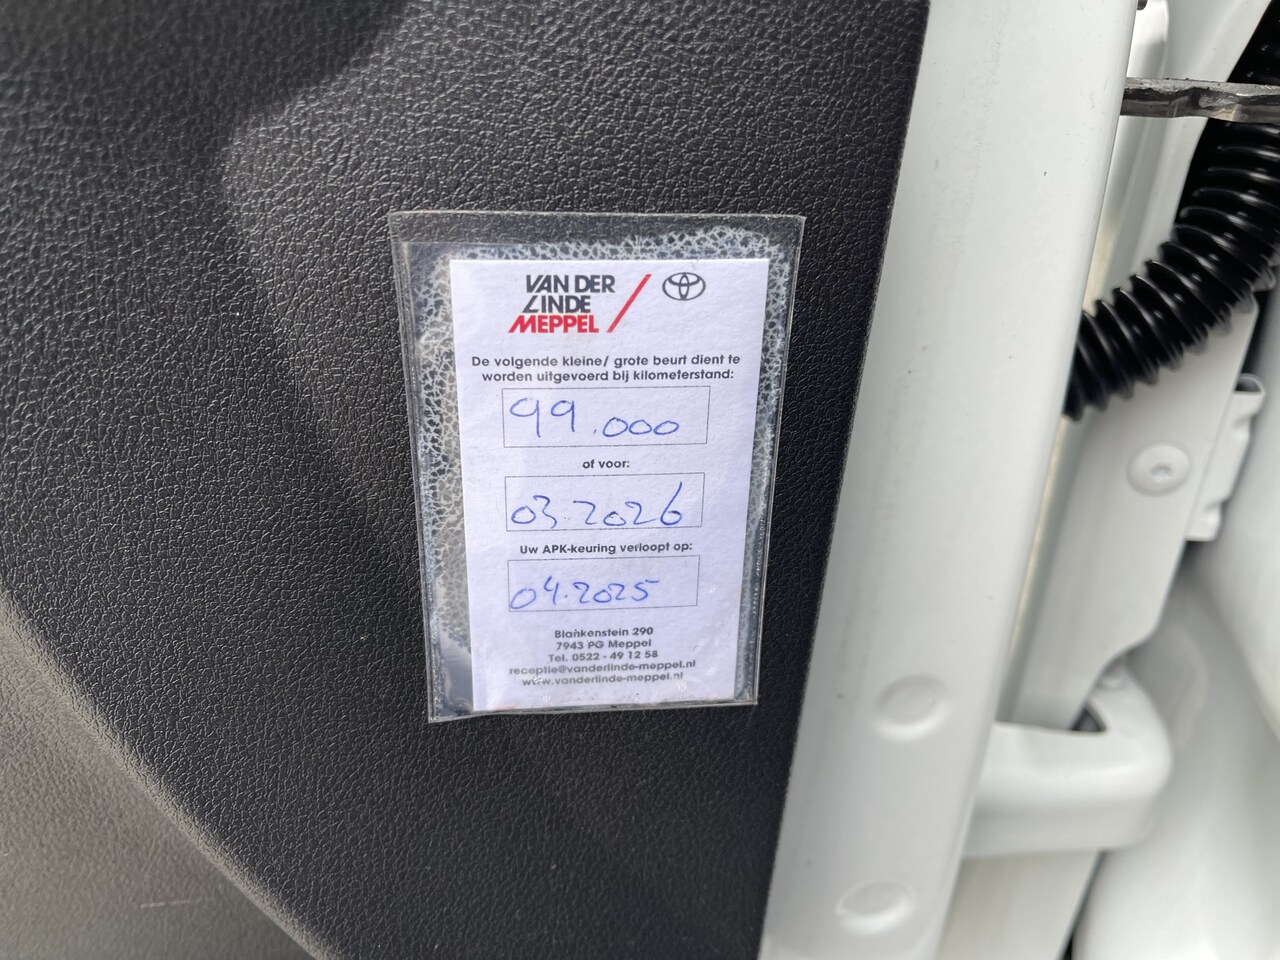 VAN DER
LINDE
MEPPEL
De volgende kleine/ grote beurt dient te
worden uitgevoerd bij kilometerstand:
99.000
of voor:
03.2026
Uw APK-keuring verloopt op:
04.2025
Blankenstein 290
7943 PG Meppel
Tel. 0522 - 49 12 58
receptie@vanderlinde-meppel.nl
www.vanderlinde-meppel.nl